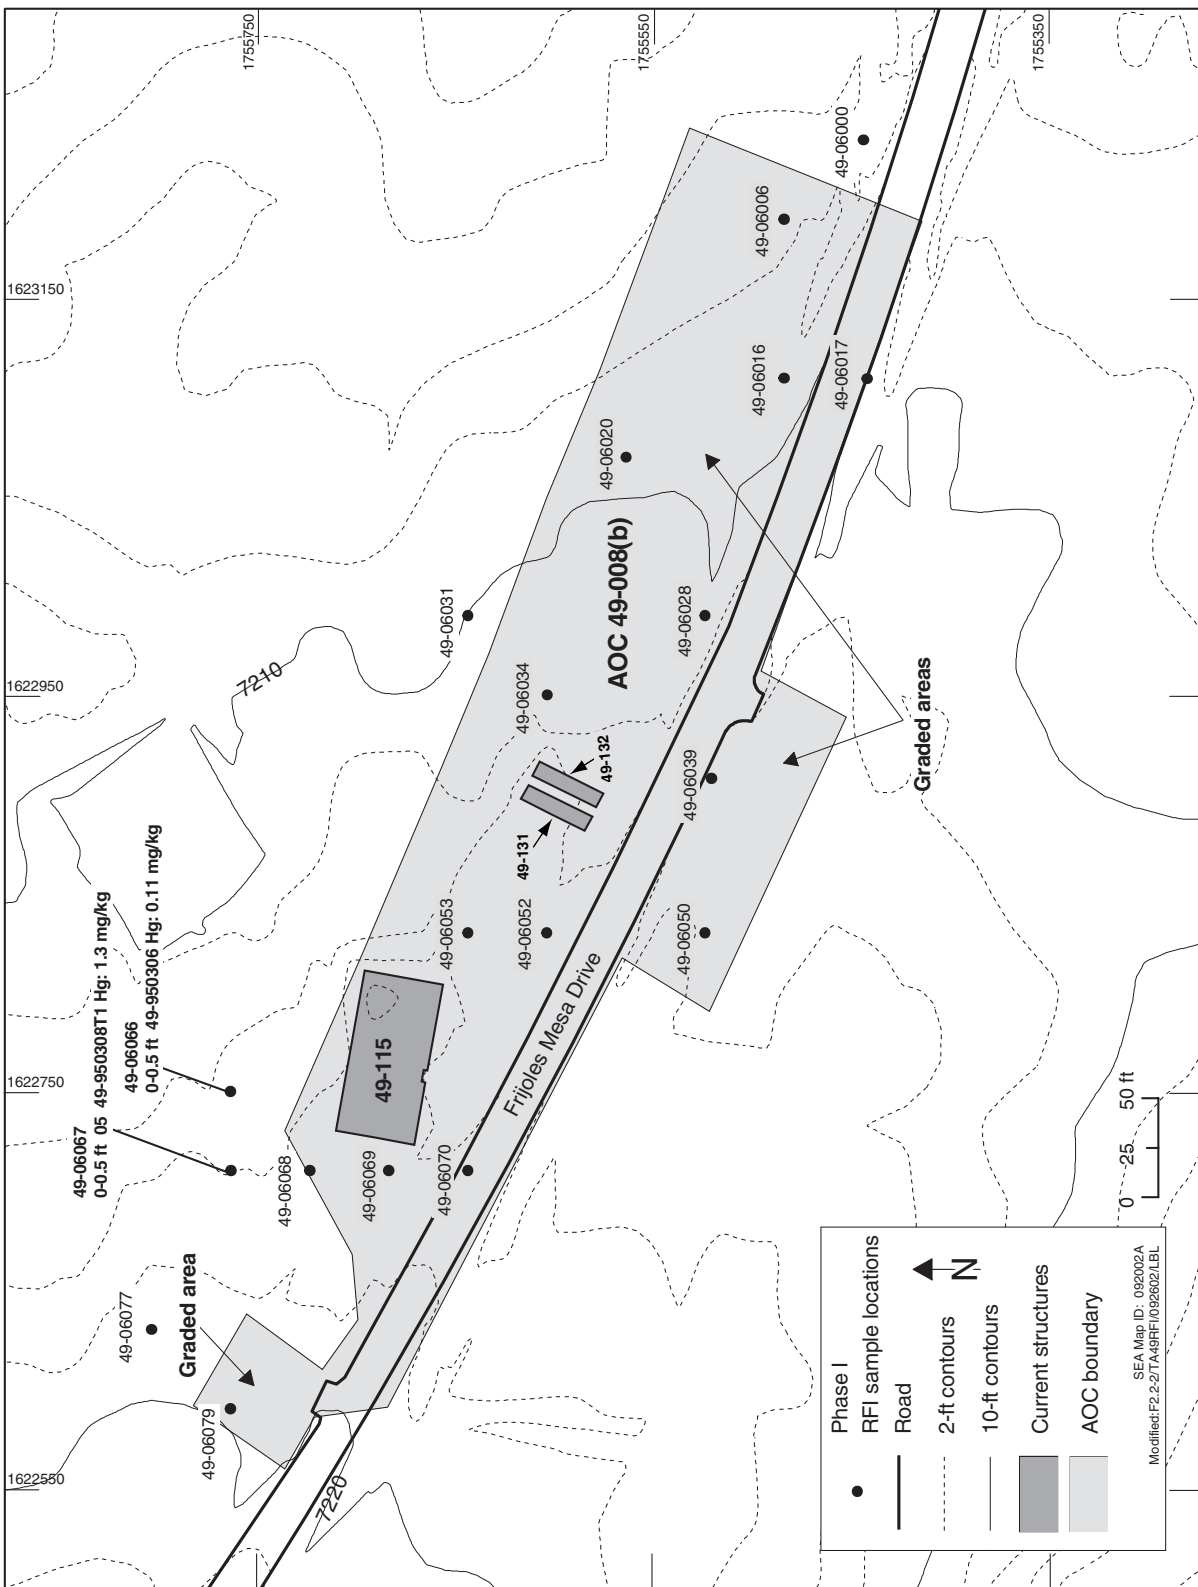 1755750
1755550
1755350
49-06000
49-06006
1623150
49-06016
49-06017
49-06020
AOC 49-008(b)
49-06031
49-06028
49-06034
7210
1622950
Graded areas
49-132
49-131
49-06039
49-06053
49-06052
49-06050
49-06067
0-0.5 ft 05 49-950308T1 Hg: 1.3 mg/kg
49-06066
0-0.5 ft 49-950306 Hg: 0.11 mg/kg
49-115
Frijoles Mesa Drive
1622750
49-06068
49-06069
49-06070
49-06077
Graded area
49-06079
1622550
7220
0 25 50 ft
Phase I
RFI sample locations
Road
2-ft contours
10-ft contours
Current structures
AOC boundary
N
SEA Map ID: 092002A
Modified:F2.2-2/TA49RFI/092602/LBL